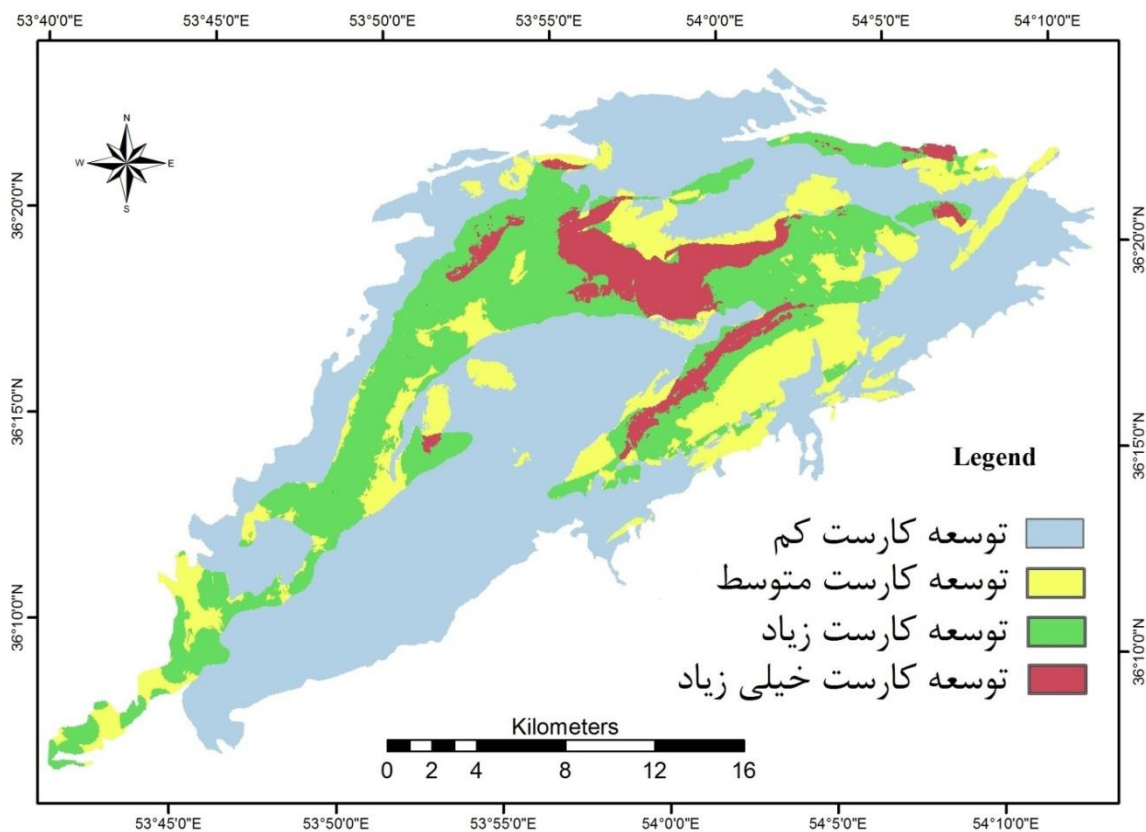 53°40'0"E 53°45'0"E 53°50'0"E 53°55'0"E 54°0'0"E 54°5'0"E 54°10'0"E
N
W E
S
36°20'0"N
36°20'0"N
36°15'0"N
36°15'0"N
Legend
توسعه کارست کم
توسعه کارست متوسط
توسعه کارست زیاد
توسعه کارست خیلی زیاد
36°10'0"N
36°10'0"N
Kilometers
0 2 4 8 12 16
53°45'0"E 53°50'0"E 53°55'0"E 54°0'0"E 54°5'0"E 54°10'0"E